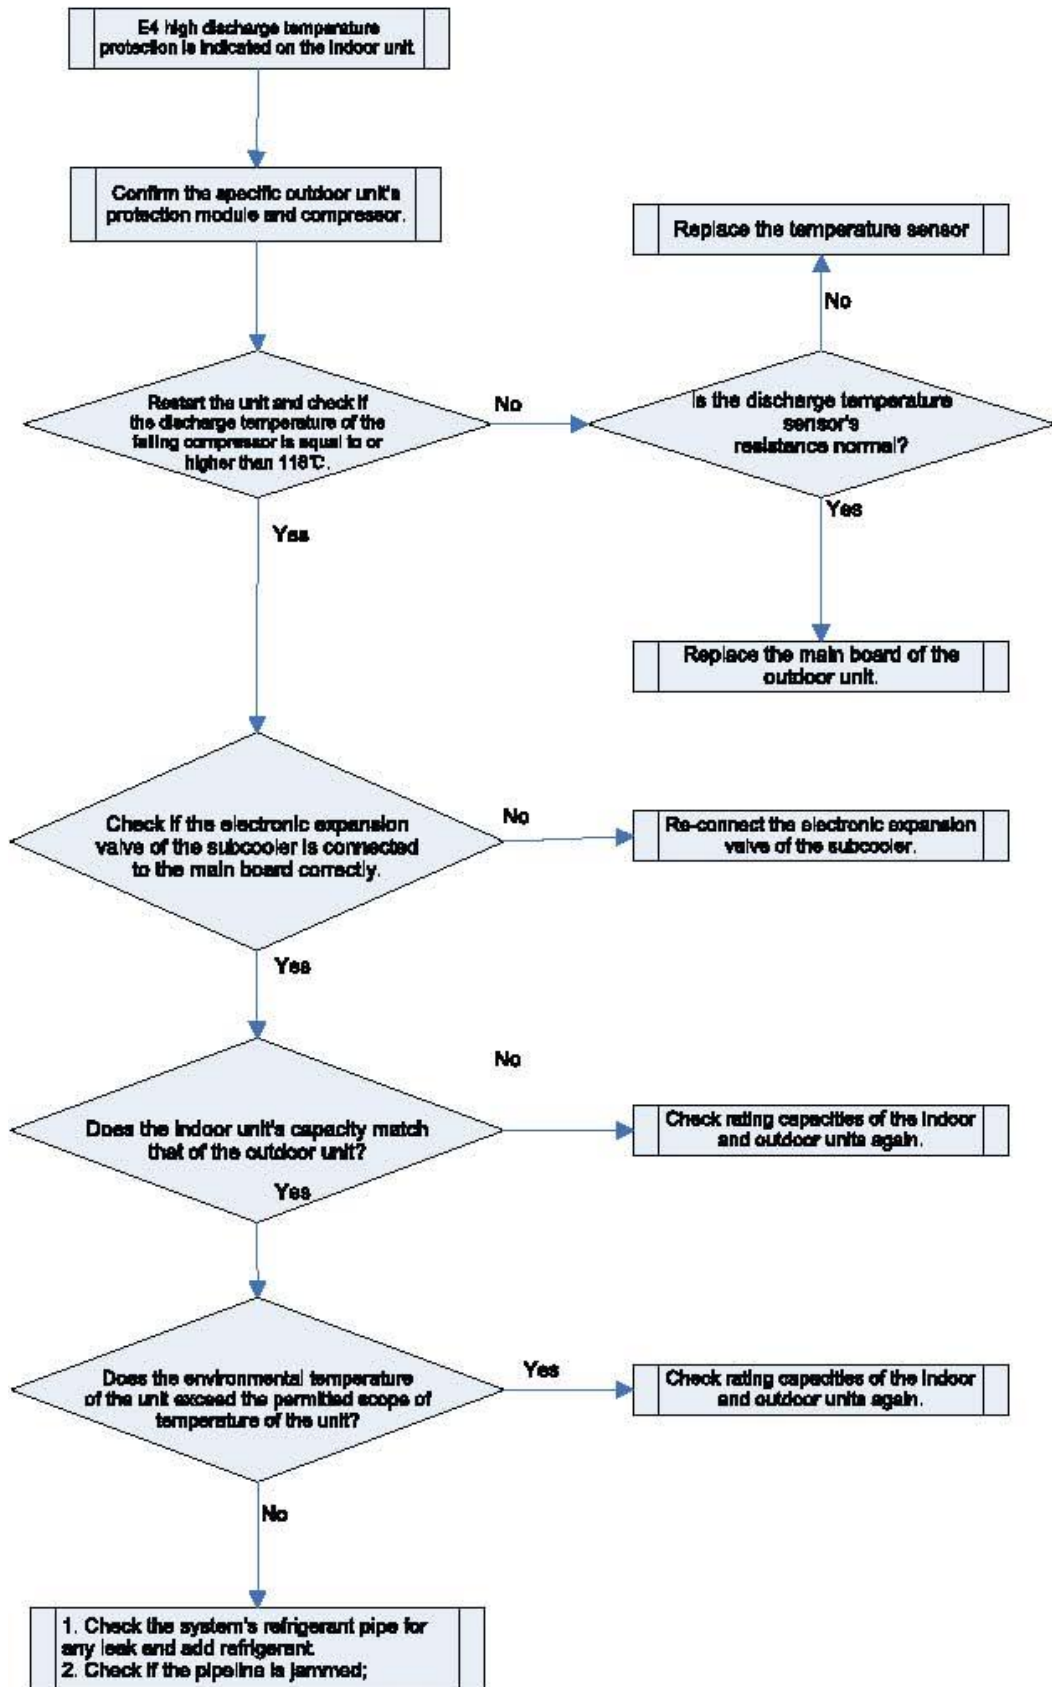 E4 high discharge temperature
protection is indicated on the indoor unit.
Confirm the specific outdoor unit's
protection module and compressor.
Replace the temperature sensor
No
Restart the unit and check if
the discharge temperature of the
failing compressor is equal to or
higher than 118℃.
No
Is the discharge temperature
sensor's
resistance normal?
Yes
Yes
Replace the main board of the
outdoor unit.
Check if the electronic expansion
valve of the subcooler is connected
to the main board correctly.
No
Re-connect the electronic expansion
valve of the subcooler.
Yes
No
Does the indoor unit's capacity match
that of the outdoor unit?
Yes
Check rating capacities of the indoor
and outdoor units again.
Does the environmental temperature
of the unit exceed the permitted scope of
temperature of the unit?
Yes
Check rating capacities of the indoor
and outdoor units again.
No
1. Check the system's refrigerant pipe for
any leak and add refrigerant.
2. Check if the pipeline is jammed;